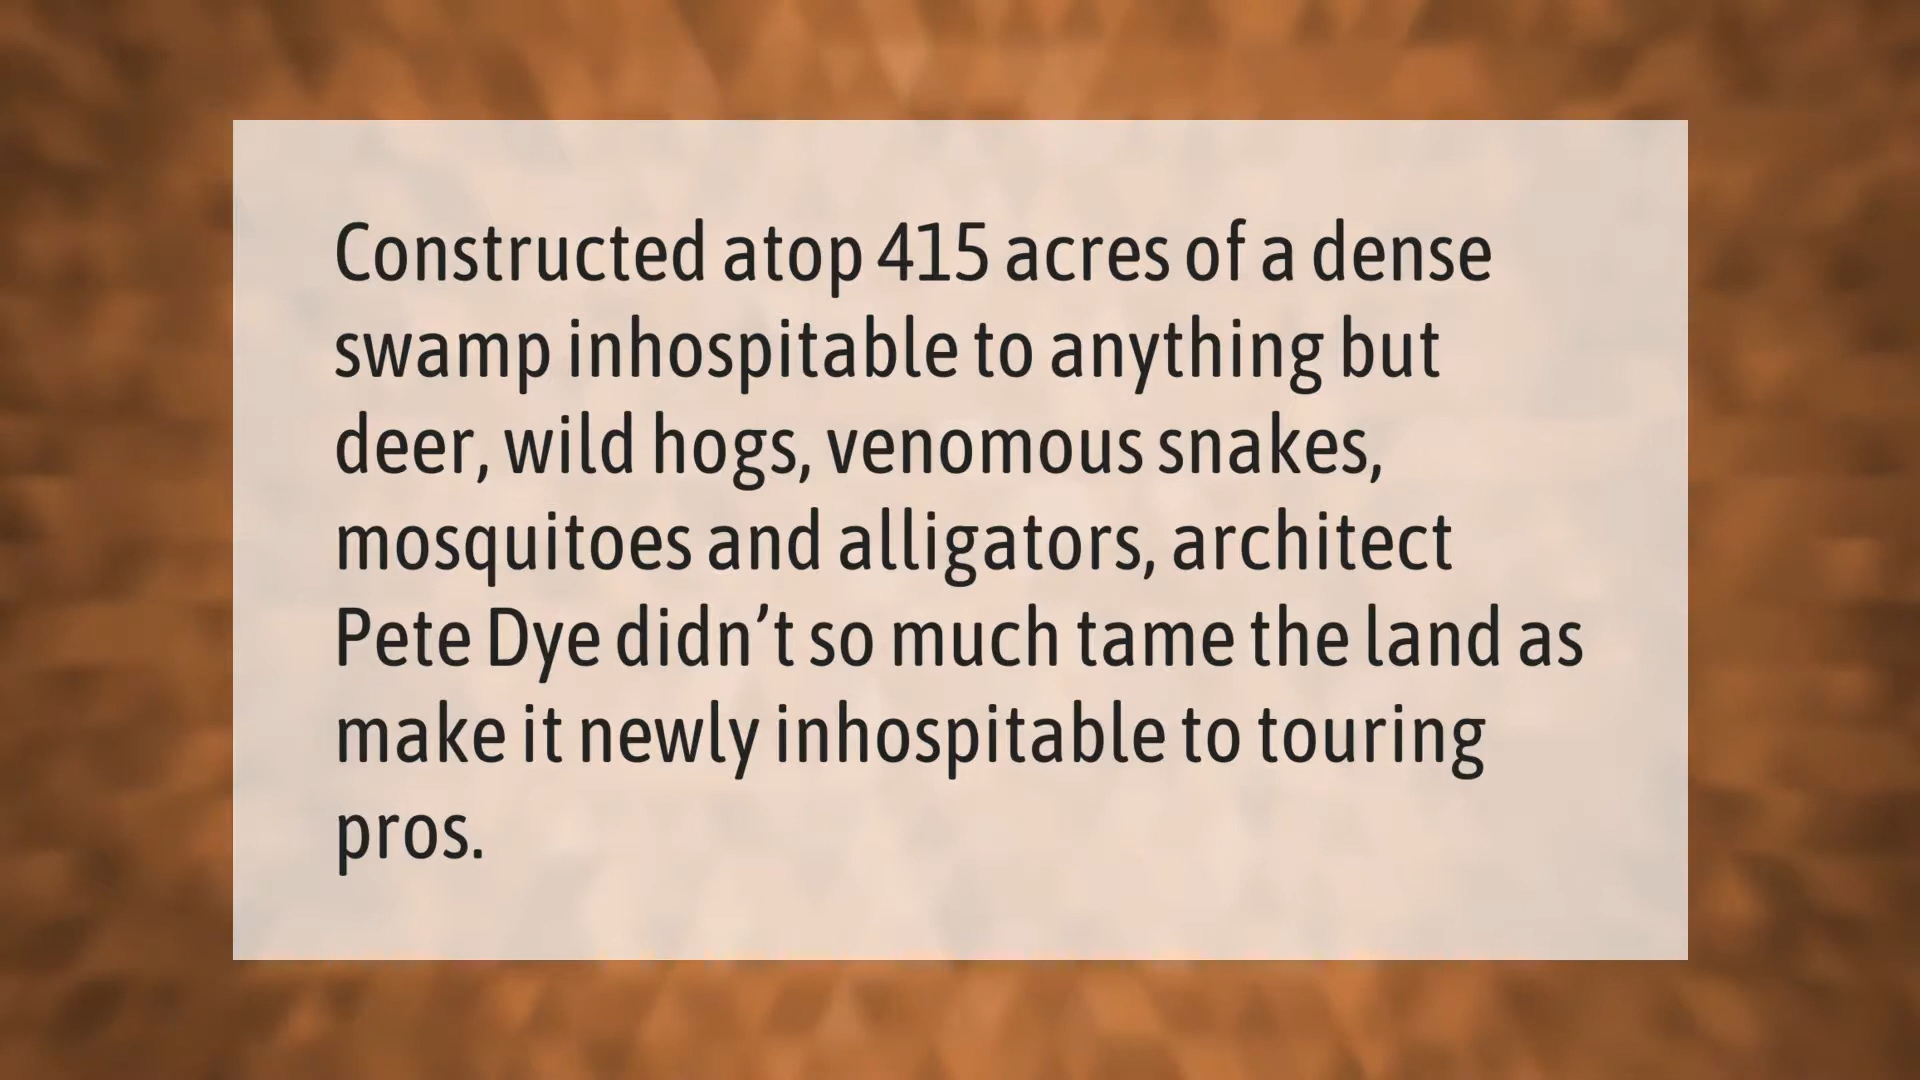 Constructed atop 415 acres of a dense
swamp inhospitable to anything but
deer, wild hogs, venomous snakes,
mosquitoes and alligators, architect
Pete Dye didn’t so much tame the land as
make it newly inhospitable to touring
pros.